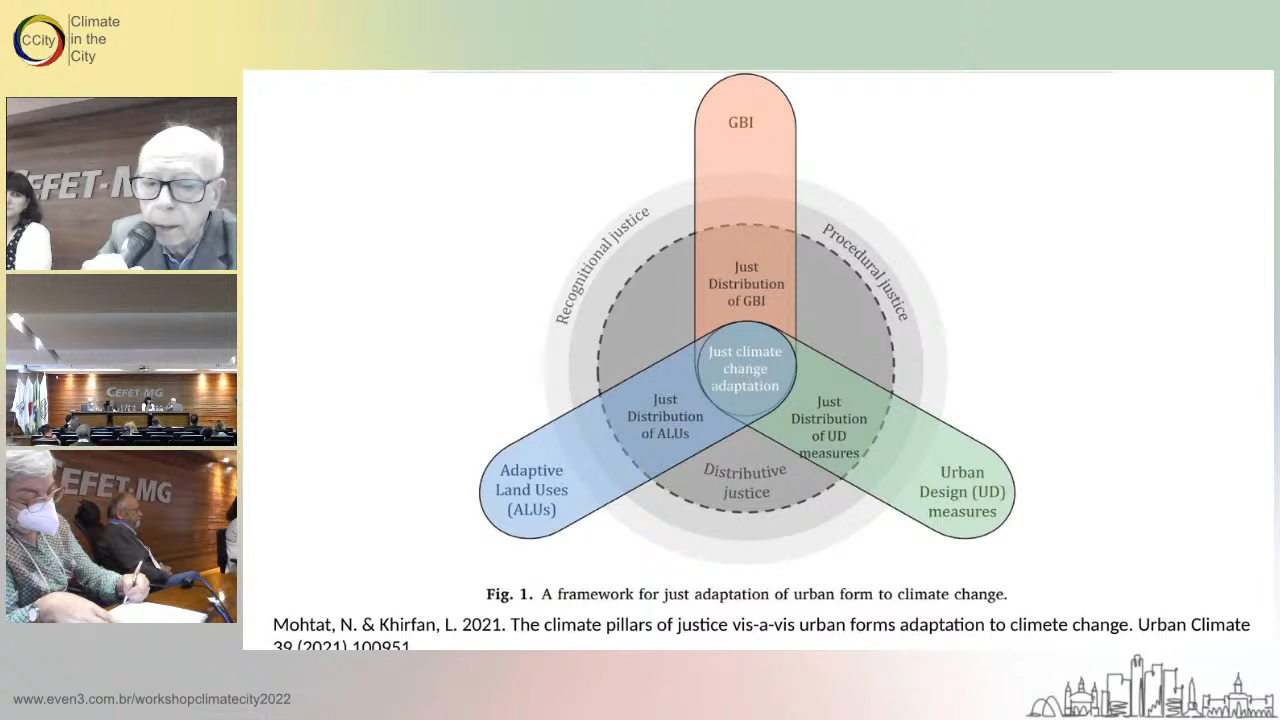 CCity
Climate
in the
City
CEFET-M
CEFET-MG
CEFET-MG
GBI
Recognitional justice
Procedural justice
Just
Distribution
of GBI
Just climate
change
adaptation
Just
Distribution
of ALUs
Just
Distribution
of UD
measures
Distributive
justice
Adaptive
Land Uses
(ALUs)
Urban
Design (UD)
measures
Fig. 1. A framework for just adaptation of urban form to climate change.
Mohtat, N. & Khirfan, L. 2021. The climate pillars of justice vis-a-vis urban forms adaptation to climete change. Urban Climate
39 (2021) 100951
www.even3.com.br/workshopclimatecity2022